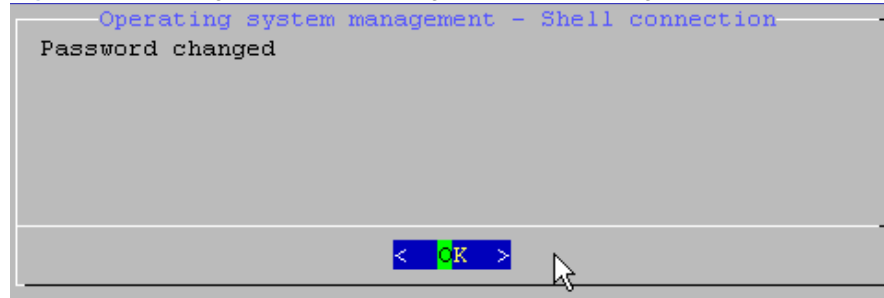 Operating system management - Shell connection
Password changed
< OK >